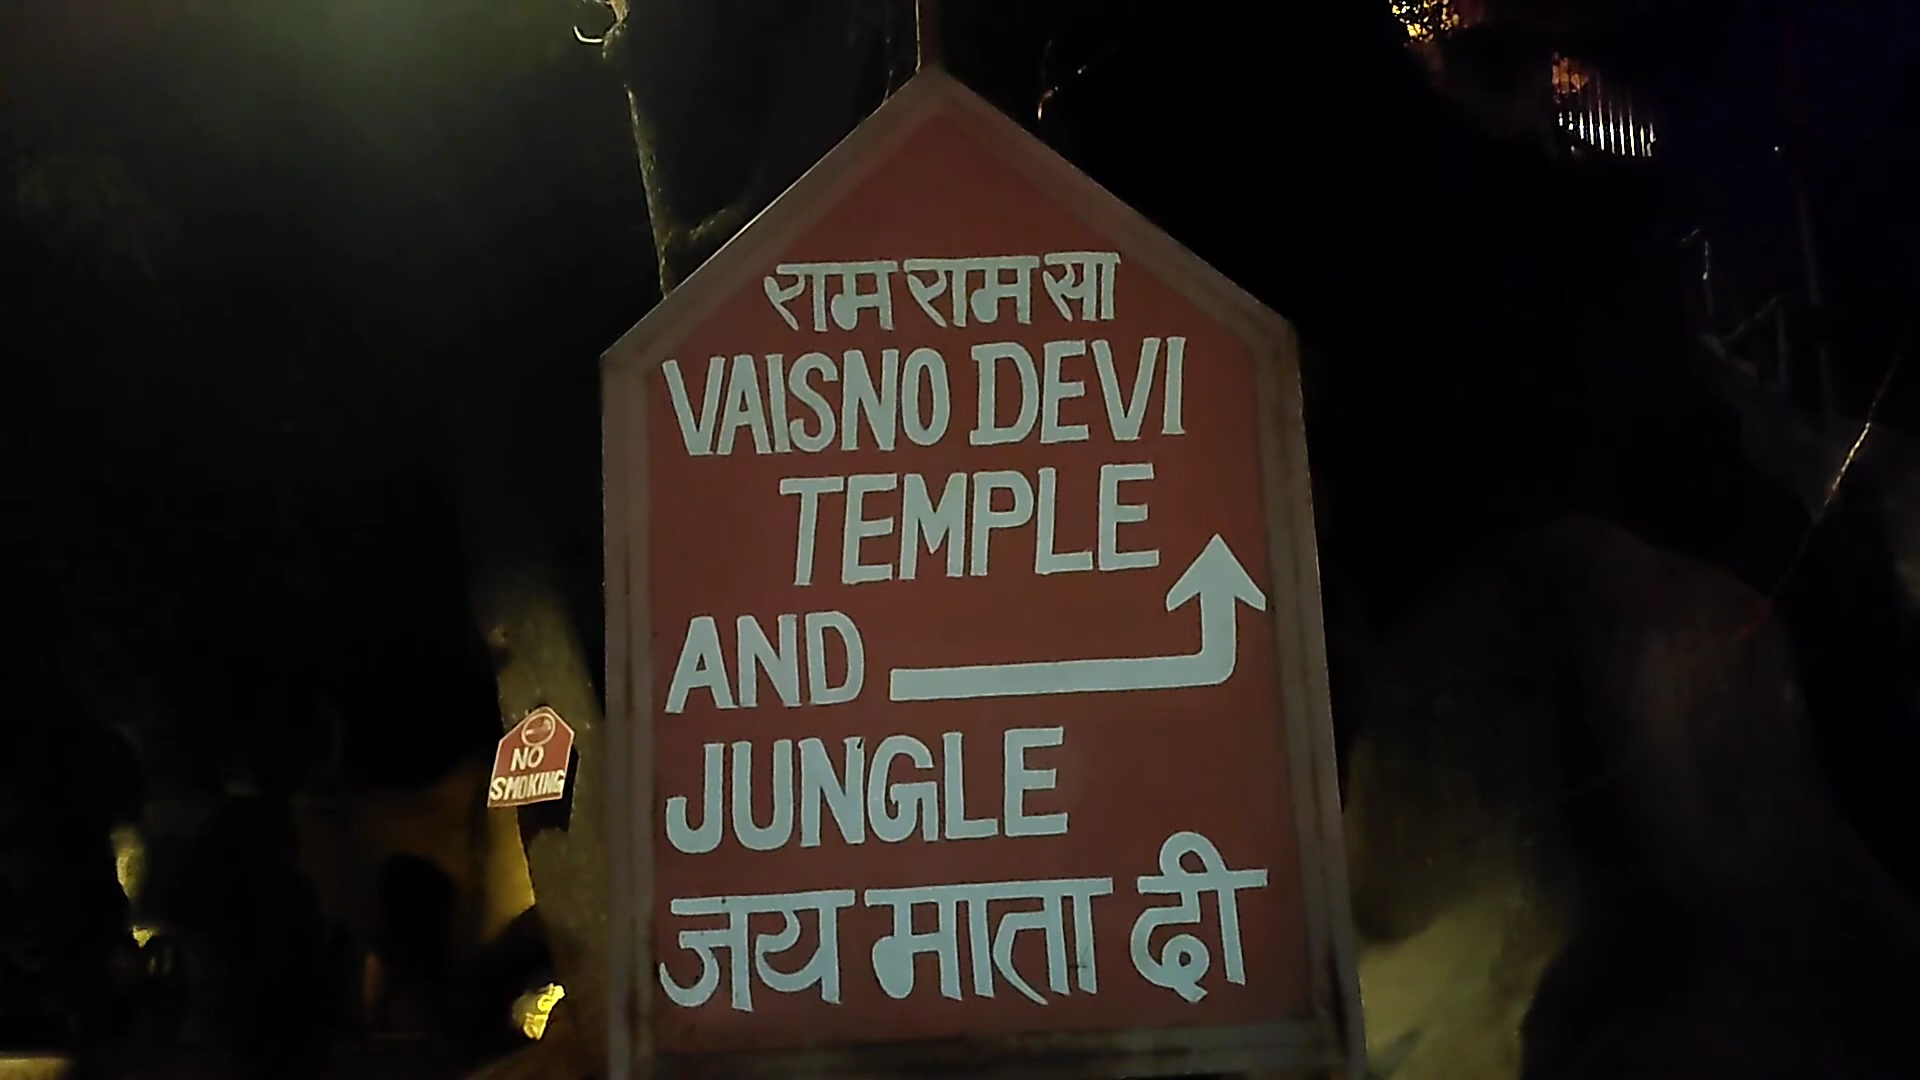 राम राम सा
VAISNO DEVI
TEMPLE
AND
JUNGLE
जय माता दी
NO
SMOKING